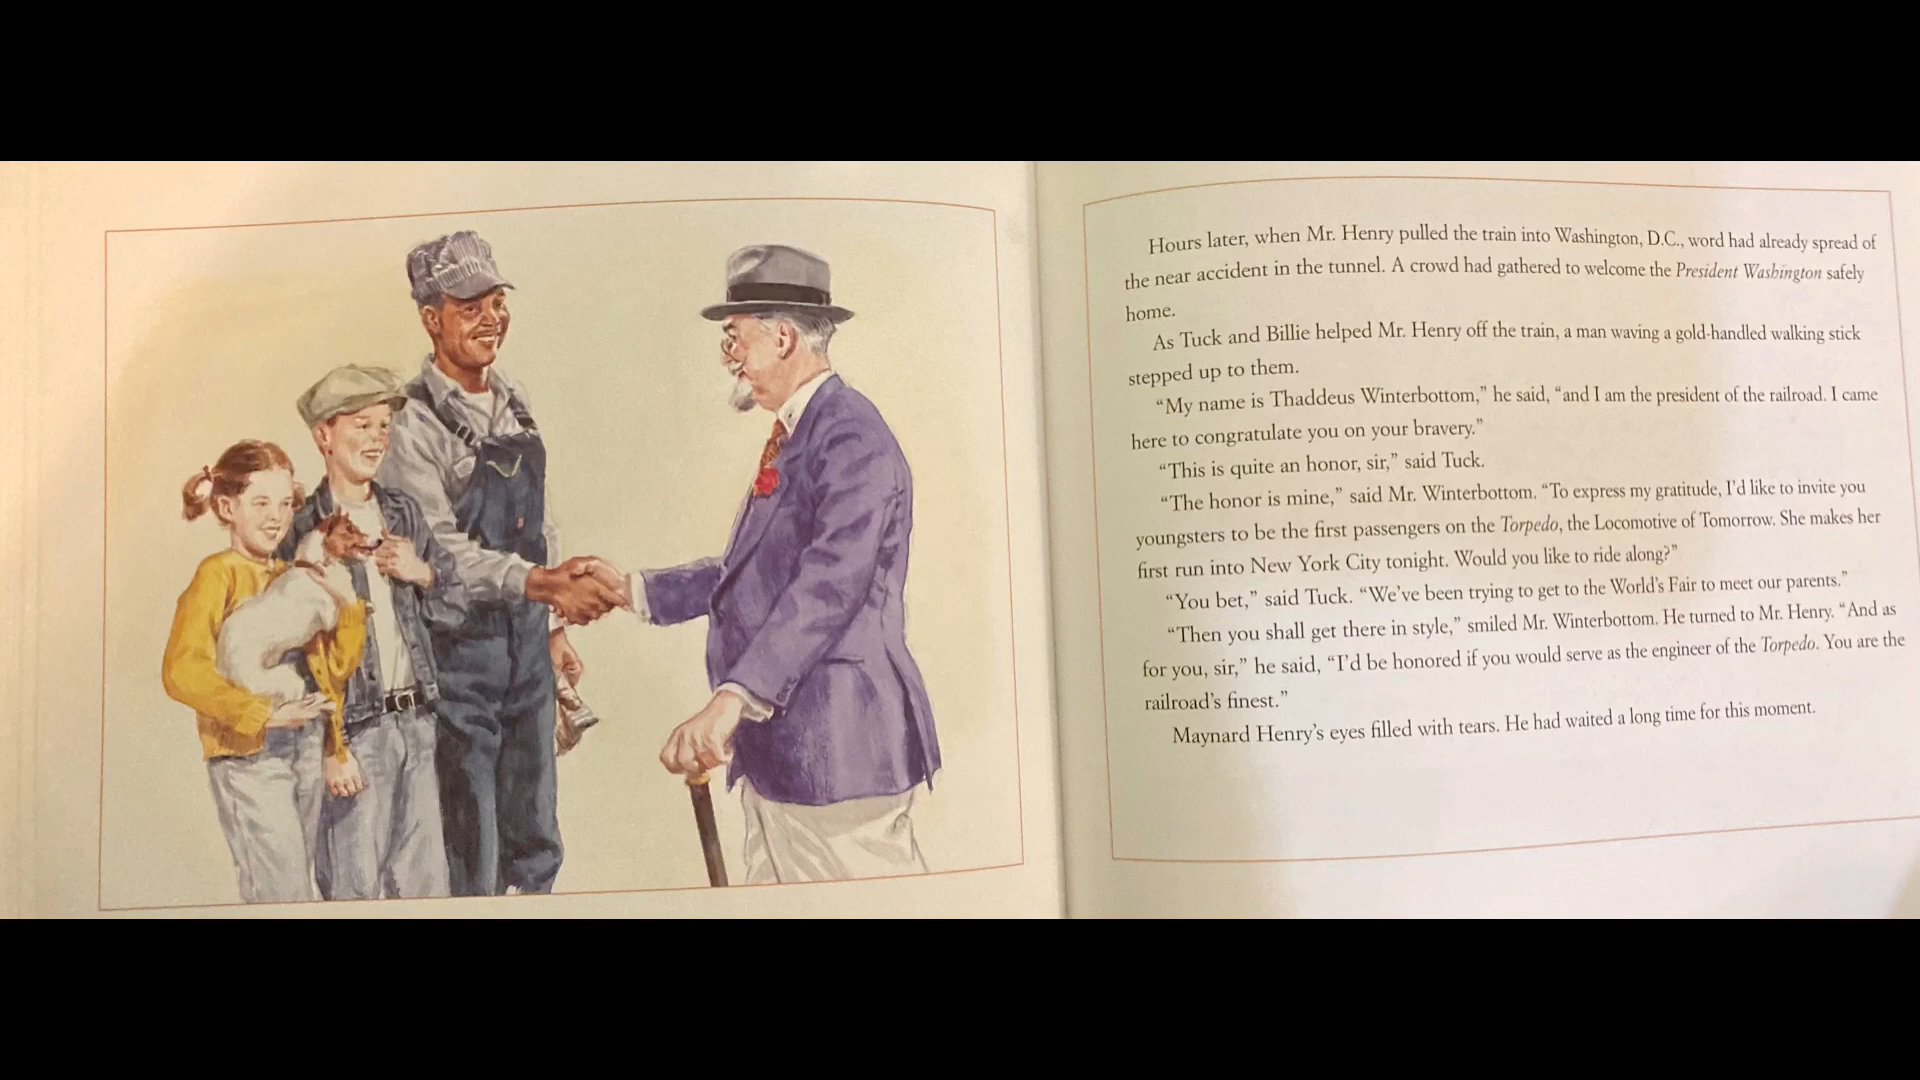 Hours later, when Mr. Henry pulled the train into Washington, D.C., word had already spread of
the near accident in the tunnel. A crowd had gathered to welcome the President Washington safely
home.
As Tuck and Billie helped Mr. Henry off the train, a man waving a gold-handled walking stick
stepped up to them.
“My name is Thaddeus Winterbottom,” he said, “and I am the president of the railroad. I came
here to congratulate you on your bravery.”
“This is quite an honor, sir,” said Tuck.
“The honor is mine,” said Mr. Winterbottom. “To express my gratitude, I’d like to invite you
youngsters to be the first passengers on the Torpedo, the Locomotive of Tomorrow. She makes her
first run into New York City tonight. Would you like to ride along?”
“You bet,” said Tuck. “We’ve been trying to get to the World’s Fair to meet our parents.”
“Then you shall get there in style,” smiled Mr. Winterbottom. He turned to Mr. Henry. “And as
for you, sir,” he said, “I’d be honored if you would serve as the engineer of the Torpedo. You are the
railroad’s finest.”
Maynard Henry’s eyes filled with tears. He had waited a long time for this moment.